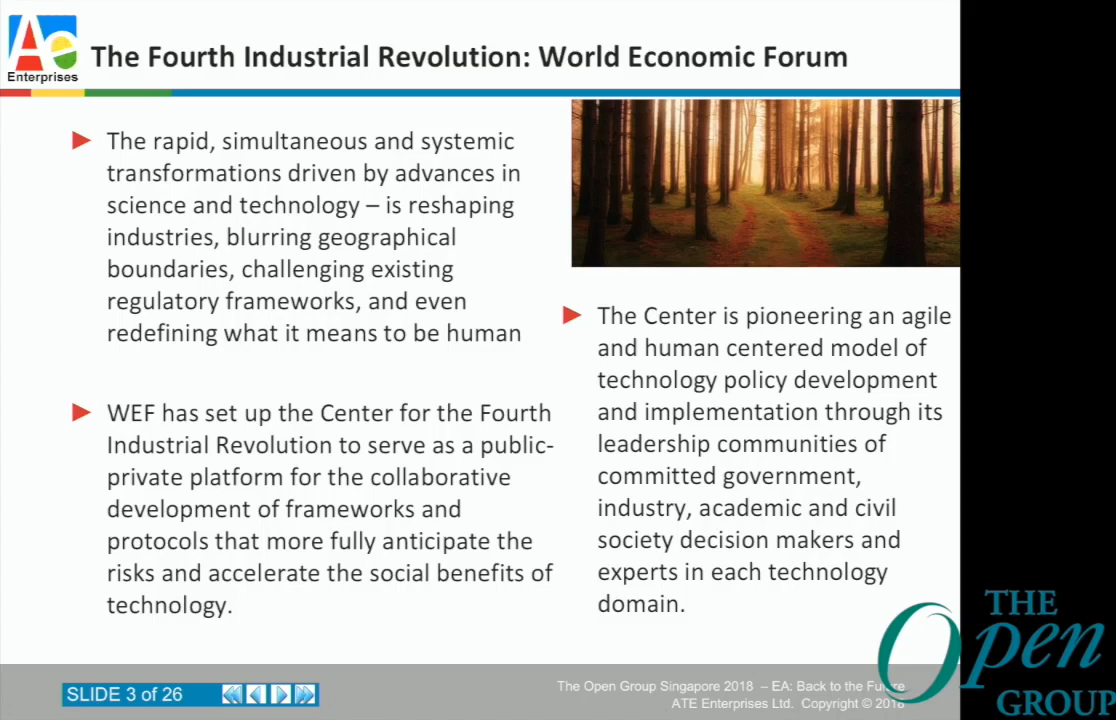 Ae
Enterprises
The Fourth Industrial Revolution: World Economic Forum
The rapid, simultaneous and systemic
transformations driven by advances in
science and technology – is reshaping
industries, blurring geographical
boundaries, challenging existing
regulatory frameworks, and even
redefining what it means to be human
WEF has set up the Center for the Fourth
Industrial Revolution to serve as a public-
private platform for the collaborative
development of frameworks and
protocols that more fully anticipate the
risks and accelerate the social benefits of
technology.
The Center is pioneering an agile
and human centered model of
technology policy development
and implementation through its
leadership communities of
committed government,
industry, academic and civil
society decision makers and
experts in each technology
domain.
SLIDE 3 of 26
The Open Group Singapore 2018 – EA: Back to the Future
ATE Enterprises Ltd. Copyright © 2018
THE
Open
GROUP